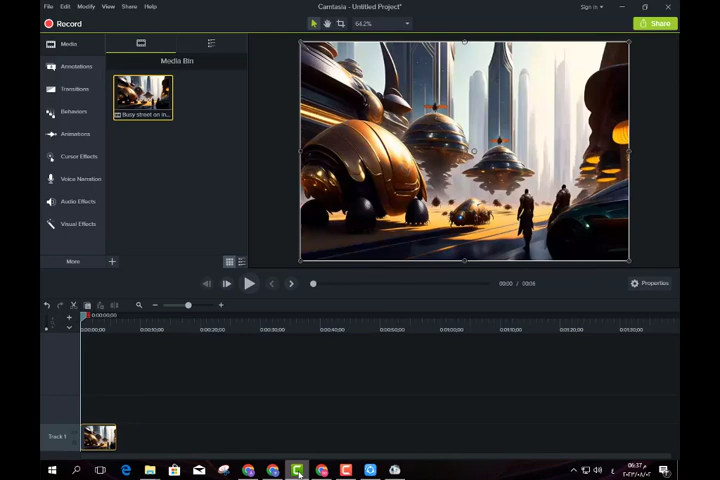 File Edit Modify View Share Help
Camtasia - Untitled Project*
Sign In
Record
64.2%
Share
Media
Annotations
Transitions
Behaviors
Animations
Cursor Effects
Voice Narration
Audio Effects
Visual Effects
More
Media Bin
Busy street on in...
00:00 / 00:06
Properties
0:00:00;00
0:00:00;00 0:00:10;00 0:00:20;00 0:00:30;00 0:00:40;00 0:00:50;00 0:01:00;00 0:01:10;00 0:01:20;00 0:01:30;00
Track 1
ع
06:37 م